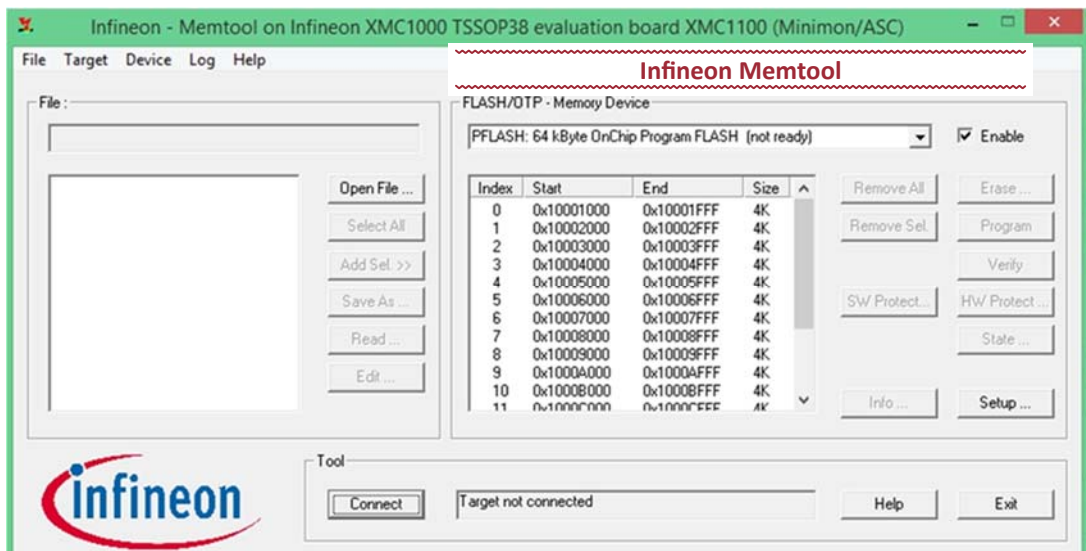 Infineon - Memtool on Infineon XMC1000 TSSOP38 evaluation board XMC1100 (Minimon/ASC)
File Target Device Log Help
Infineon Memtool
File :
FLASH/OTP - Memory Device
PFLASH: 64 kByte OnChip Program FLASH (not ready)
Enable
Open File ...
Select All
Add Sel. >>
Save As ...
Read ...
Edit ...
Index Start End Size
0 0x10001000 0x10001FFF 4K
1 0x10002000 0x10002FFF 4K
2 0x10003000 0x10003FFF 4K
3 0x10004000 0x10004FFF 4K
4 0x10005000 0x10005FFF 4K
5 0x10006000 0x10006FFF 4K
6 0x10007000 0x10007FFF 4K
7 0x10008000 0x10008FFF 4K
8 0x10009000 0x10009FFF 4K
9 0x1000A000 0x1000AFFF 4K
10 0x1000B000 0x1000BFFF 4K
11 0x1000C000 0x1000CFFF 4K
Remove All
Remove Sel.
SW Protect...
Info ...
Erase ...
Program
Verify
HW Protect ...
State ...
Setup ...
infineon
Tool
Connect
Target not connected
Help
Exit